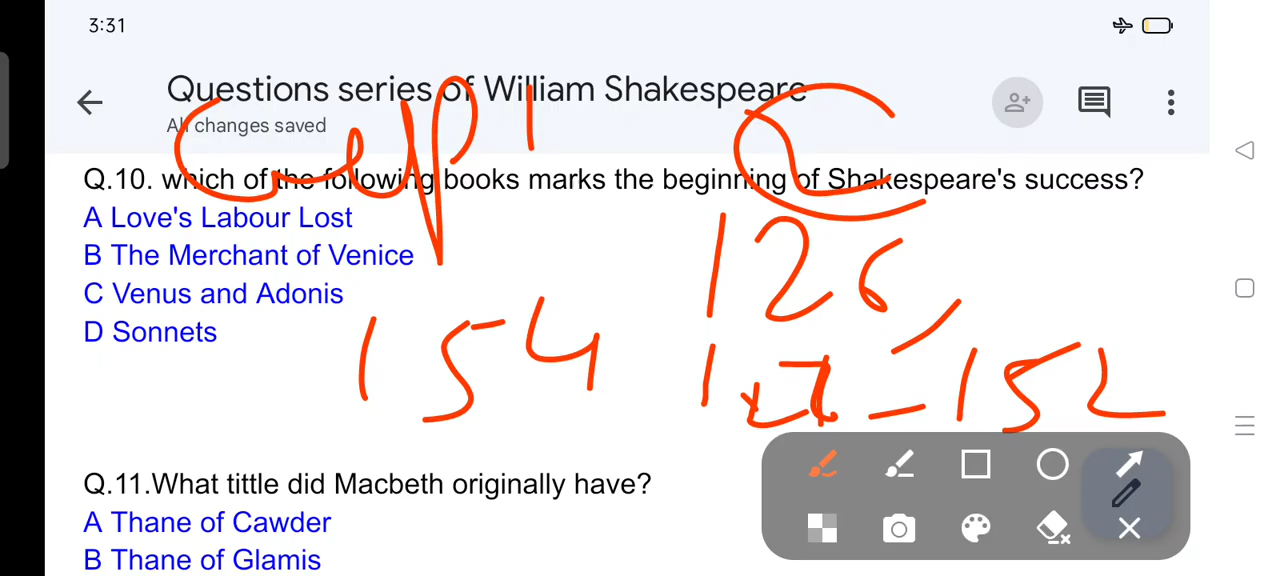 3:31
Questions series of William Shakespeare
All changes saved
Q.10. which of the following books marks the beginning of Shakespeare's success?
A Love's Labour Lost
B The Merchant of Venice
C Venus and Adonis
D Sonnets
126
154
127-152
Q.11.What tittle did Macbeth originally have?
A Thane of Cawder
B Thane of Glamis